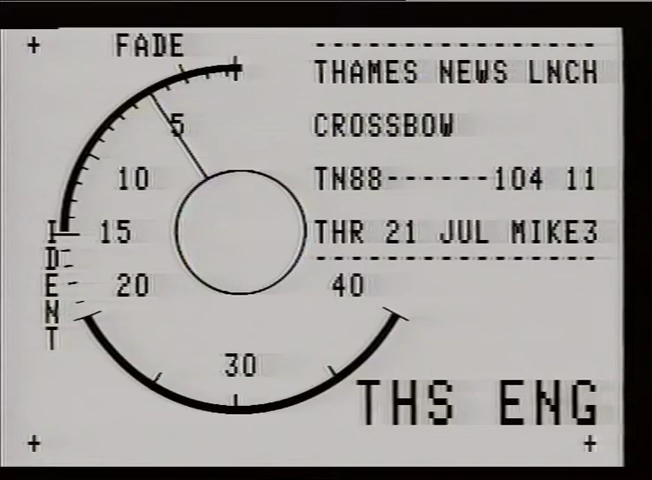 FADE
THAMES NEWS LNCH
5
CROSSBOW
10
TN88------104 11
15
THR 21 JUL MIKE3
IDENT
20
40
30
THS ENG